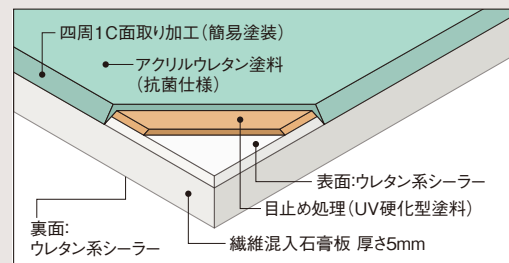 四周1C面取り加工(簡易塗装)
アクリルウレタン塗料
(抗菌仕様)
表面:ウレタン系シーラー
目止め処理(UV硬化型塗料)
裏面:
ウレタン系シーラー
繊維混入石膏板 厚さ5mm